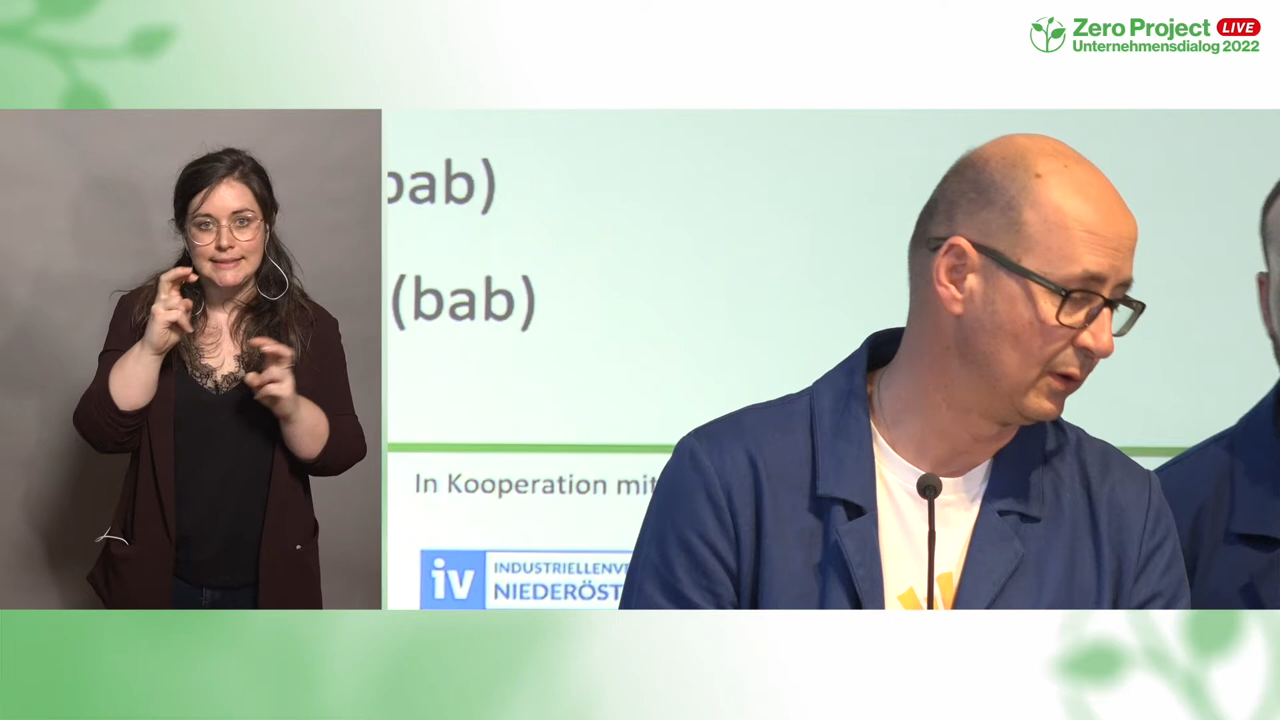 Zero Project LIVE
Unternehmensdialog 2022
bab)
(bab)
In Kooperation mit
iv INDUSTRIELLENV
NIEDERÖST